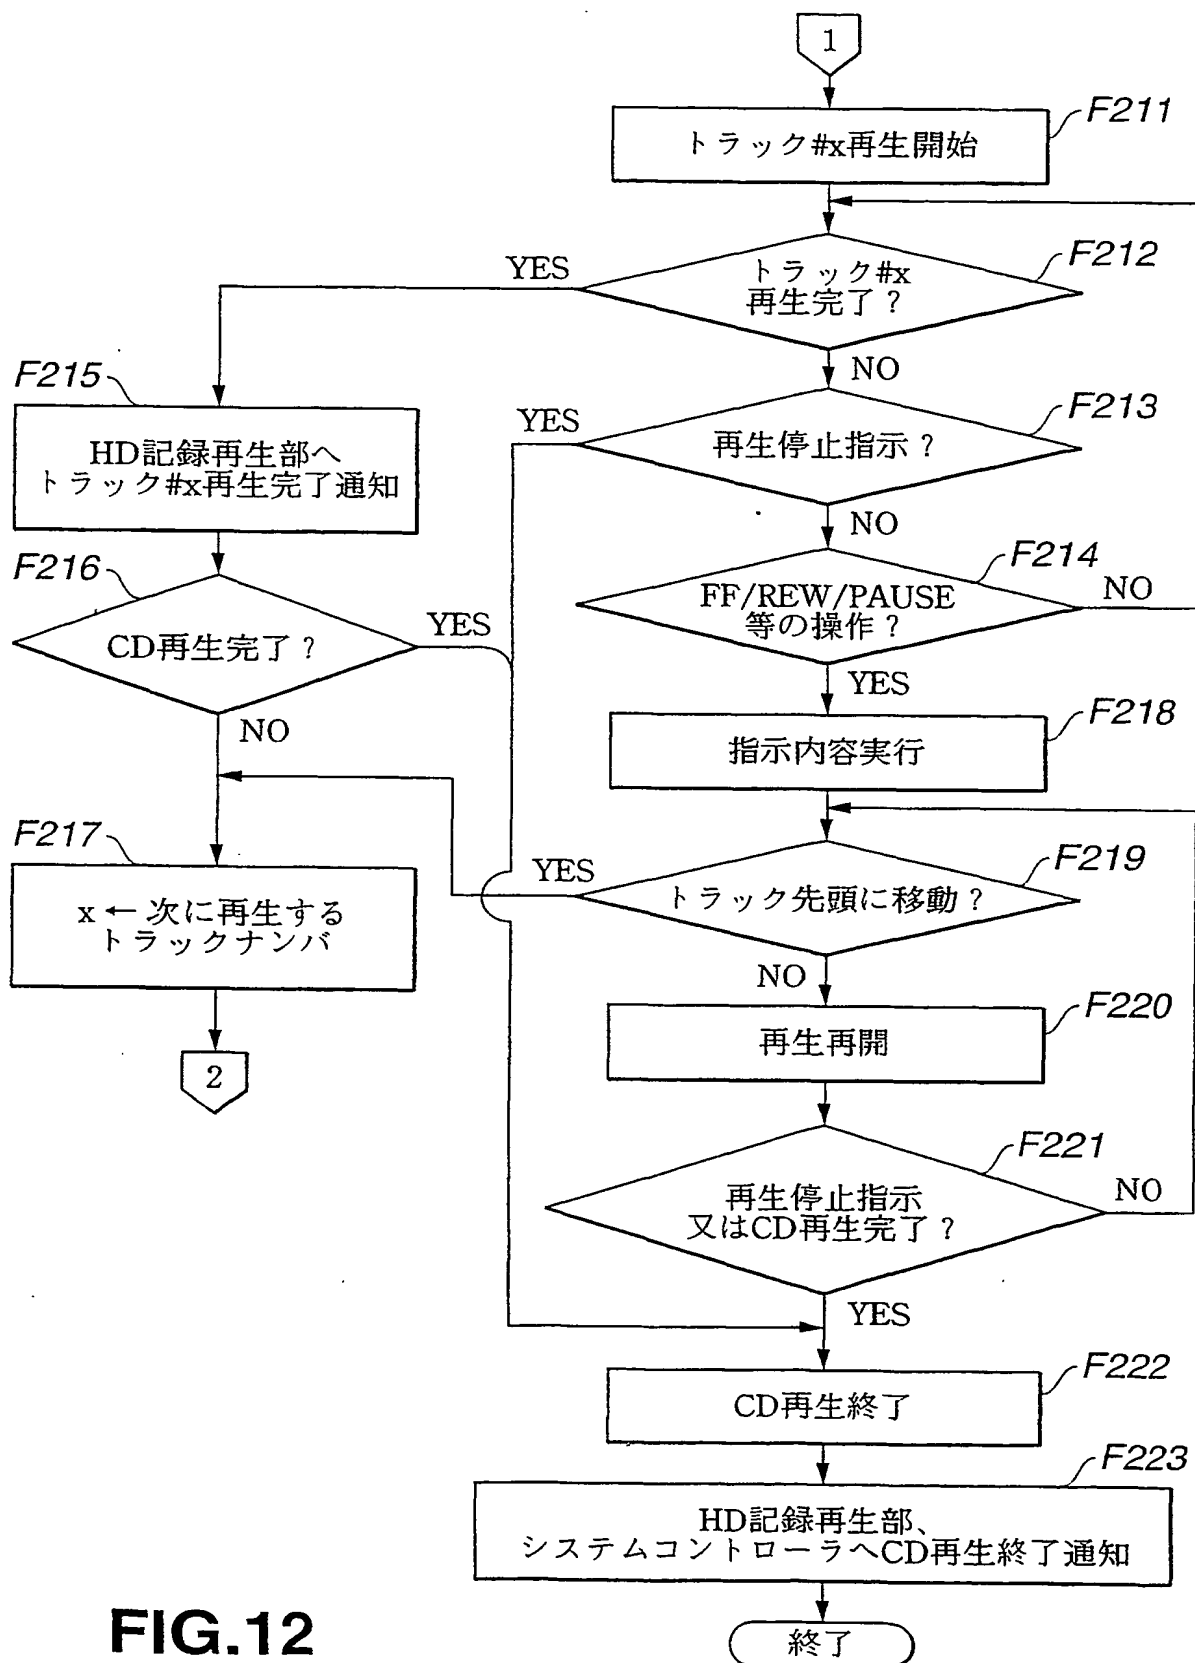 1
F211
トラック#x再生開始
F212
トラック#x
再生完了?
YES
NO
F213
再生停止指示?
YES
NO
F214
FF/REW/PAUSE
等の操作?
NO
YES
F215
HD記録再生部へ
トラック#x再生完了通知
F216
CD再生完了?
YES
NO
F217
x←次に再生する
トラックナンバ
2
F218
指示内容実行
F219
トラック先頭に移動?
YES
NO
F220
再生再開
F221
再生停止指示
又はCD再生完了?
NO
YES
F222
CD再生終了
F223
HD記録再生部、
システムコントローラへCD再生終了通知
終了
FIG.12